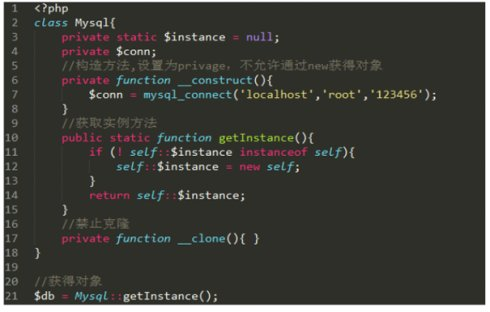 1 <?php
2 class Mysql{
3 private static $instance = null;
4 private $conn;
5 //构造方法,设置为privage，不允许通过new获得对象
6 private function __construct(){
7 $conn = mysql_connect('localhost','root','123456');
8 }
9 //获取实例方法
10 public static function getInstance(){
11 if (! self::$instance instanceof self){
12 self::$instance = new self;
13 }
14 return self::$instance;
15 }
16 //禁止克隆
17 private function __clone(){ }
18 }
19
20 //获得对象
21 $db = Mysql::getInstance();